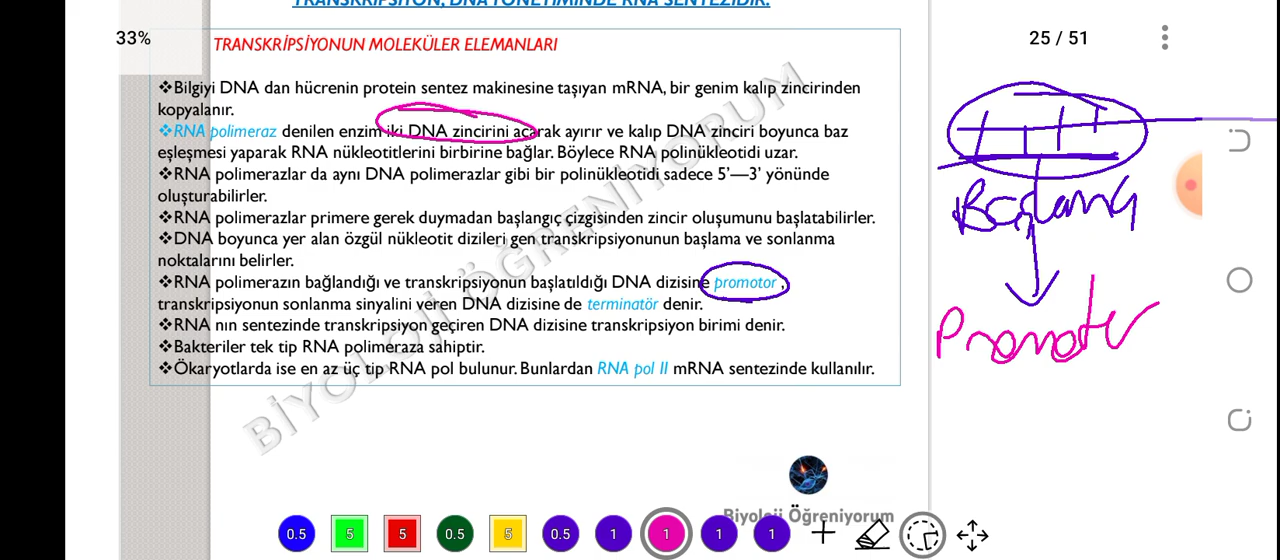 TRANSKRİPSİYON, DNA YÖNETİMİNDE RNA SENTEZİDİR.
33%
TRANSKRİPSİYONUN MOLEKÜLER ELEMANLARI
25 / 51
❖Bilgiyi DNA dan hücrenin protein sentez makinesine taşıyan mRNA, bir genim kalıp zincirinden
kopyalanır.
❖RNA polimeraz denilen enzim iki DNA zincirini açarak ayırır ve kalıp DNA zinciri boyunca baz
eşleşmesi yaparak RNA nükleotitlerini birbirine bağlar. Böylece RNA polinükleotidi uzar.
❖RNA polimerazlar da aynı DNA polimerazlar gibi bir polinükleotidi sadece 5’—3’ yönünde
oluşturabilirler.
❖RNA polimerazlar primere gerek duymadan başlangıç çizgisinden zincir oluşumunu başlatabilirler.
❖DNA boyunca yer alan özgül nükleotit dizileri gen transkripsiyonunun başlama ve sonlanma
noktalarını belirler.
❖RNA polimerazın bağlandığı ve transkripsiyonun başlatıldığı DNA dizisine promotor ,
transkripsiyonun sonlanma sinyalini veren DNA dizisine de terminatör denir.
❖RNA nın sentezinde transkripsiyon geçiren DNA dizisine transkripsiyon birimi denir.
❖Bakteriler tek tip RNA polimeraza sahiptir.
❖Ökaryotlarda ise en az üç tip RNA pol bulunur. Bunlardan RNA pol II mRNA sentezinde kullanılır.
BİYOLOJİ ÖĞRENİYORUM
Promoter
Biyoloji Öğreniyorum
0.5 5 5 0.5 5 0.5 1 1 1 1